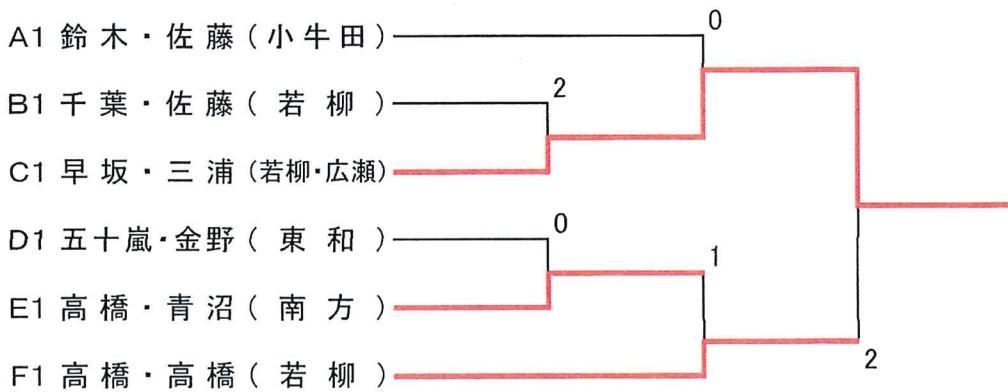 0
A1 鈴木・佐藤(小牛田)
2
B1 千葉・佐藤(若柳)
C1 早坂・三浦(若柳・広瀬)
0
D1 五十嵐・金野(東和)
1
E1 高橋・青沼(南方)
2
F1 高橋・高橋(若柳)